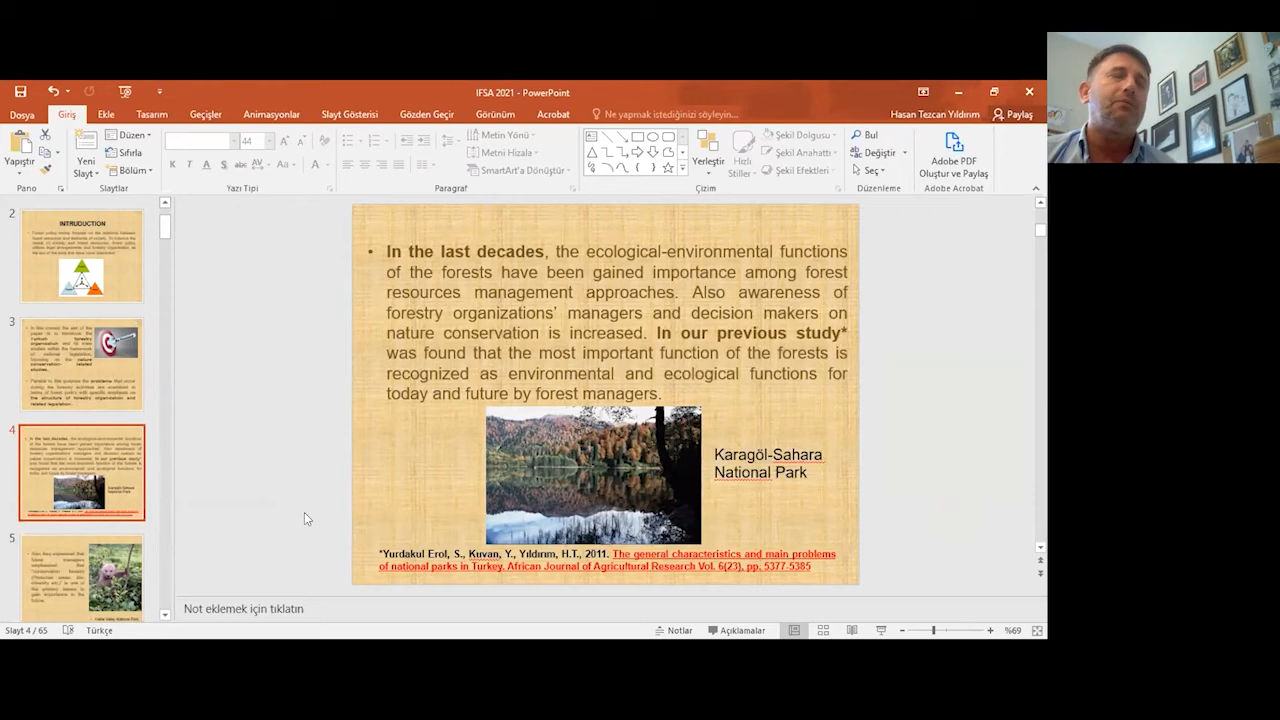 IFSA 2021 - PowerPoint
Dosya Giriş Ekle Tasarım Geçişler Animasyonlar Slayt Gösterisi Gözden Geçir Görünüm Acrobat Ne yapmak istediğinizi söyleyin... Hasan Tezcan Yıldırım Paylaş
Yapıştır
Yeni Slayt
Düzen
Sıfırla
Bölüm
44
Metin Yönü
Metni Hizala
SmartArt'a Dönüştür
Yerleştir
Hızlı Stiller
Şekil Dolgusu
Şekil Anahattı
Şekil Efektleri
Bul
Değiştir
Seç
Adobe PDF
Oluştur ve Paylaş
Pano Slaytlar Yazı Tipi Paragraf Çizim Düzenleme Adobe Acrobat
2
INTRUDUCTION
3
4
5
• In the last decades, the ecological-environmental functions
of the forests have been gained importance among forest
resources management approaches. Also awareness of
forestry organizations' managers and decision makers on
nature conservation is increased. In our previous study*
was found that the most important function of the forests is
recognized as environmental and ecological functions for
today and future by forest managers.
Karagöl-Sahara
National Park
*Yurdakul Erol, S., Kuvan, Y., Yıldırım, H.T., 2011. The general characteristics and main problems
of national parks in Turkey. African Journal of Agricultural Research Vol. 6(23), pp. 5377-5385
Not eklemek için tıklatın
Slayt 4 / 65 Türkçe Notlar Açıklamalar %69